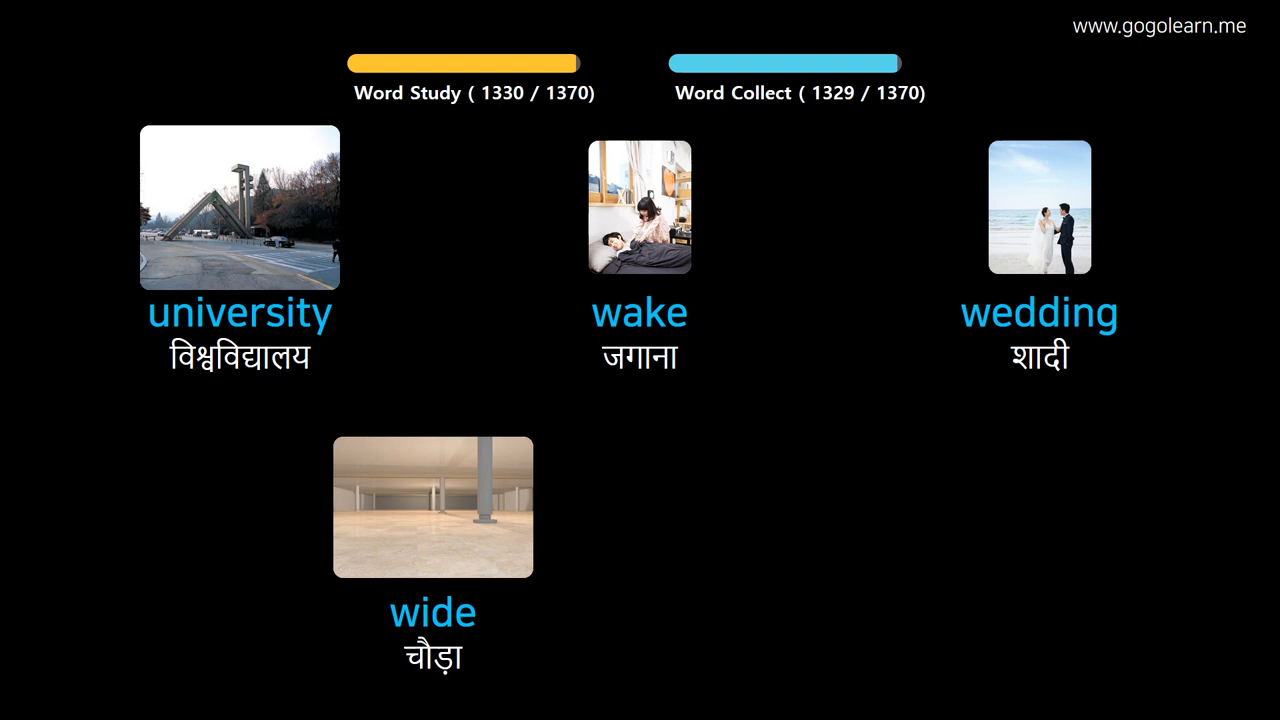 www.gogolearn.me
Word Study ( 1330 / 1370)
Word Collect ( 1329 / 1370)
university
विश्वविद्यालय
wake
जगाना
wedding
शादी
wide
चौड़ा